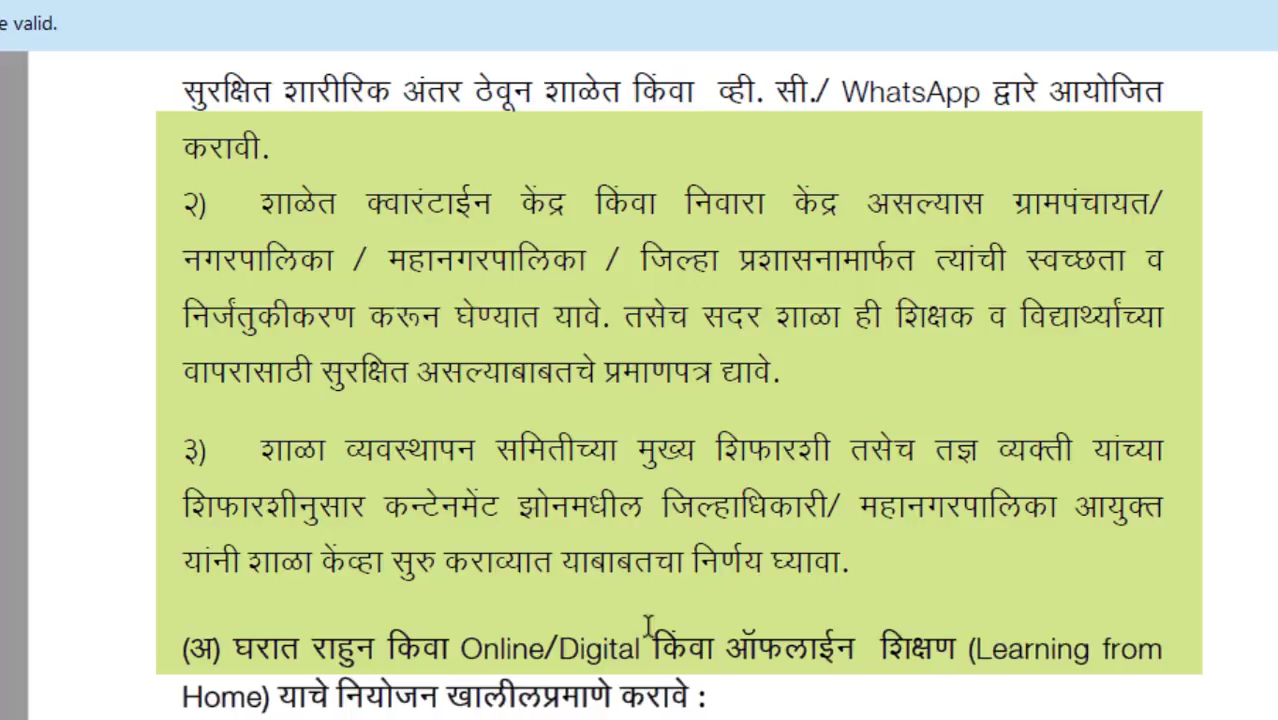 e valid.
सुरक्षित शारीरिक अंतर ठेवून शाळेत किंवा व्ही. सी./ WhatsApp द्वारे आयोजित
करावी.
२) शाळेत क्वारंटाईन केंद्र किंवा निवारा केंद्र असल्यास ग्रामपंचायत/
नगरपालिका / महानगरपालिका / जिल्हा प्रशासनामार्फत त्यांची स्वच्छता व
निर्जंतुकीकरण करून घेण्यात यावे. तसेच सदर शाळा ही शिक्षक व विद्यार्थ्यांच्या
वापरासाठी सुरक्षित असल्याबाबतचे प्रमाणपत्र द्यावे.
३) शाळा व्यवस्थापन समितीच्या मुख्य शिफारशी तसेच तज्ञ व्यक्ती यांच्या
शिफारशीनुसार कन्टेनमेंट झोनमधील जिल्हाधिकारी/ महानगरपालिका आयुक्त
यांनी शाळा केंव्हा सुरु कराव्यात याबाबतचा निर्णय घ्यावा.
(अ) घरात राहुन किवा Online/Digital किंवा ऑफलाईन शिक्षण (Learning from
Home) याचे नियोजन खालीलप्रमाणे करावे :